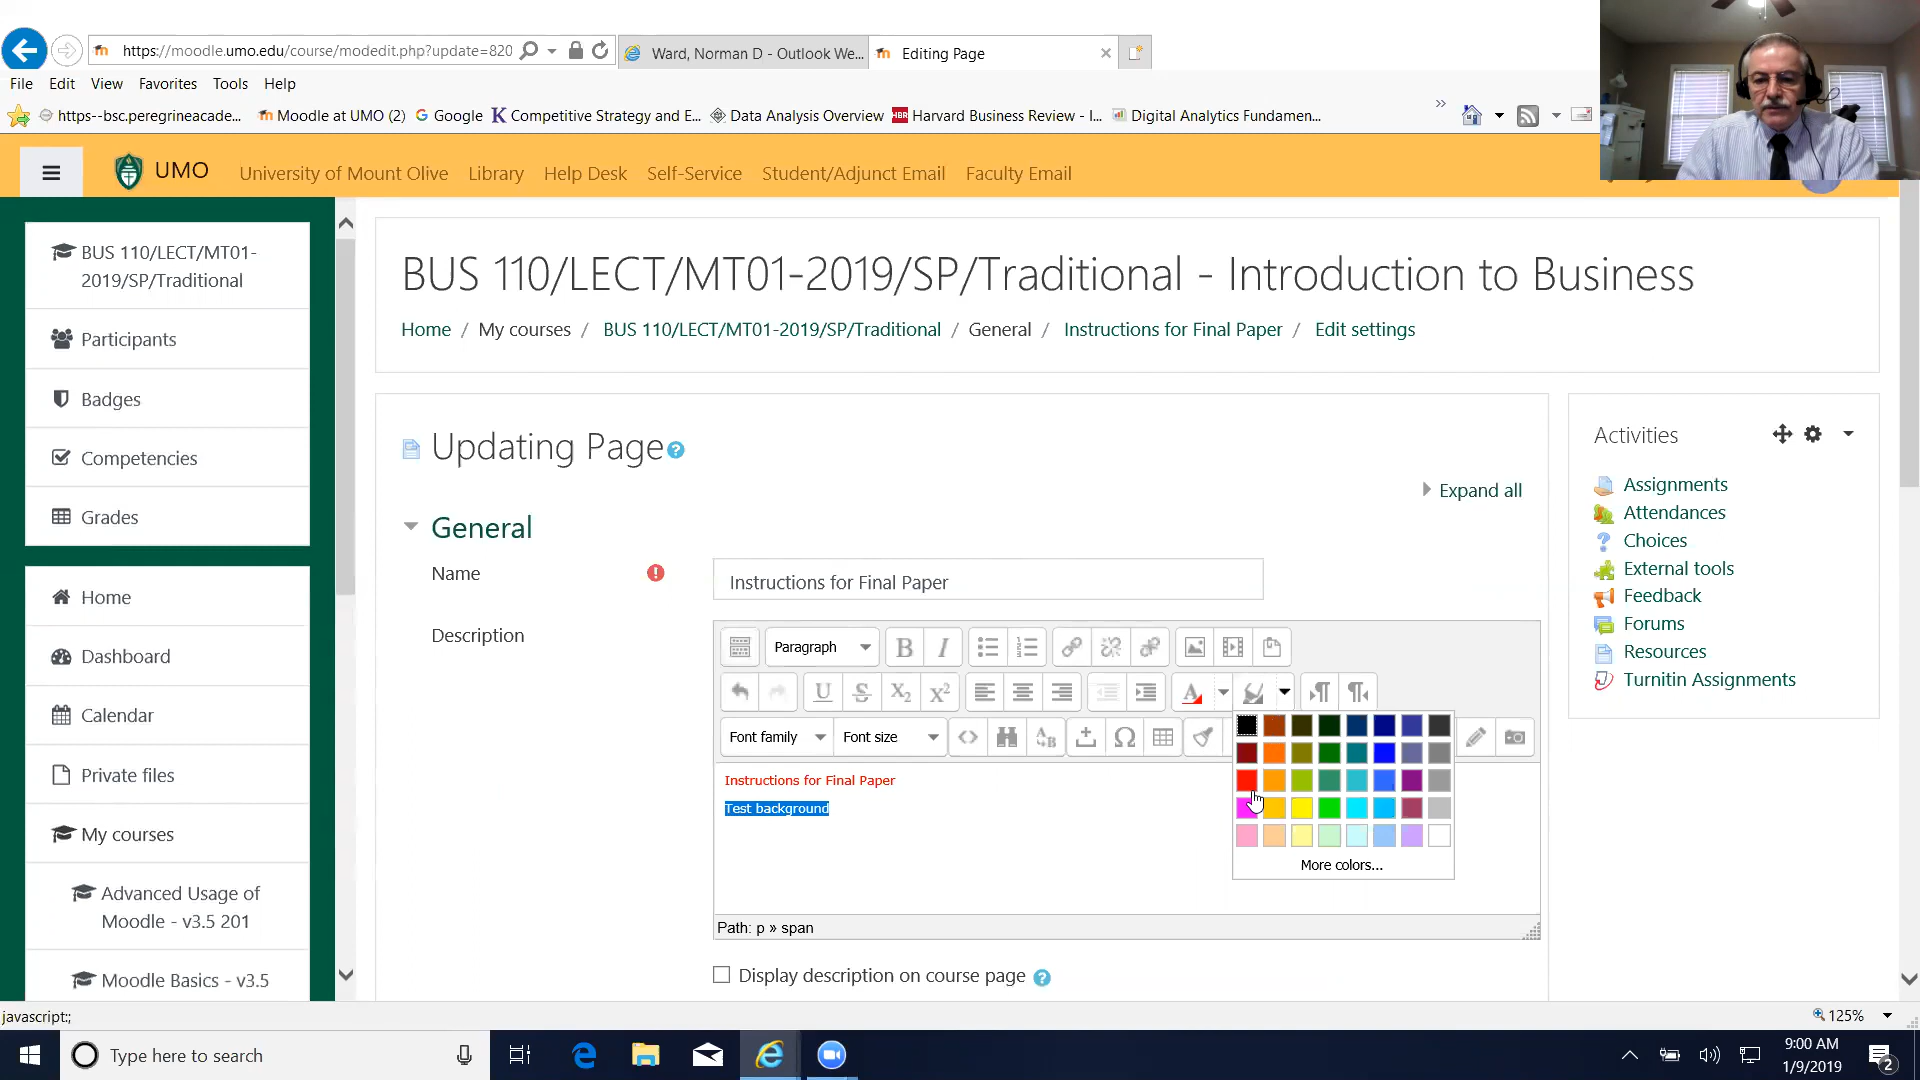 https://moodle.umo.edu/course/modedit.php?update=820
Ward, Norman D - Outlook We...
Editing Page
File Edit View Favorites Tools Help
https--bsc.peregrineacade...
Moodle at UMO (2)
Google
Competitive Strategy and E...
Data Analysis Overview
HBR Harvard Business Review - I...
Digital Analytics Fundamen...
UMO University of Mount Olive Library Help Desk Self-Service Student/Adjunct Email Faculty Email
BUS 110/LECT/MT01-
2019/SP/Traditional
Participants
Badges
Competencies
Grades
Home
Dashboard
Calendar
Private files
My courses
Advanced Usage of
Moodle - v3.5 201
Moodle Basics - v3.5
BUS 110/LECT/MT01-2019/SP/Traditional - Introduction to Business
Home / My courses / BUS 110/LECT/MT01-2019/SP/Traditional / General / Instructions for Final Paper / Edit settings
Updating Page
Expand all
General
Name
Instructions for Final Paper
Description
Paragraph
Font family
Font size
Instructions for Final Paper
Test background
More colors...
Path: p » span
Display description on course page
Activities
Assignments
Attendances
Choices
External tools
Feedback
Forums
Resources
Turnitin Assignments
javascript:;
125%
Type here to search
9:00 AM
1/9/2019
2